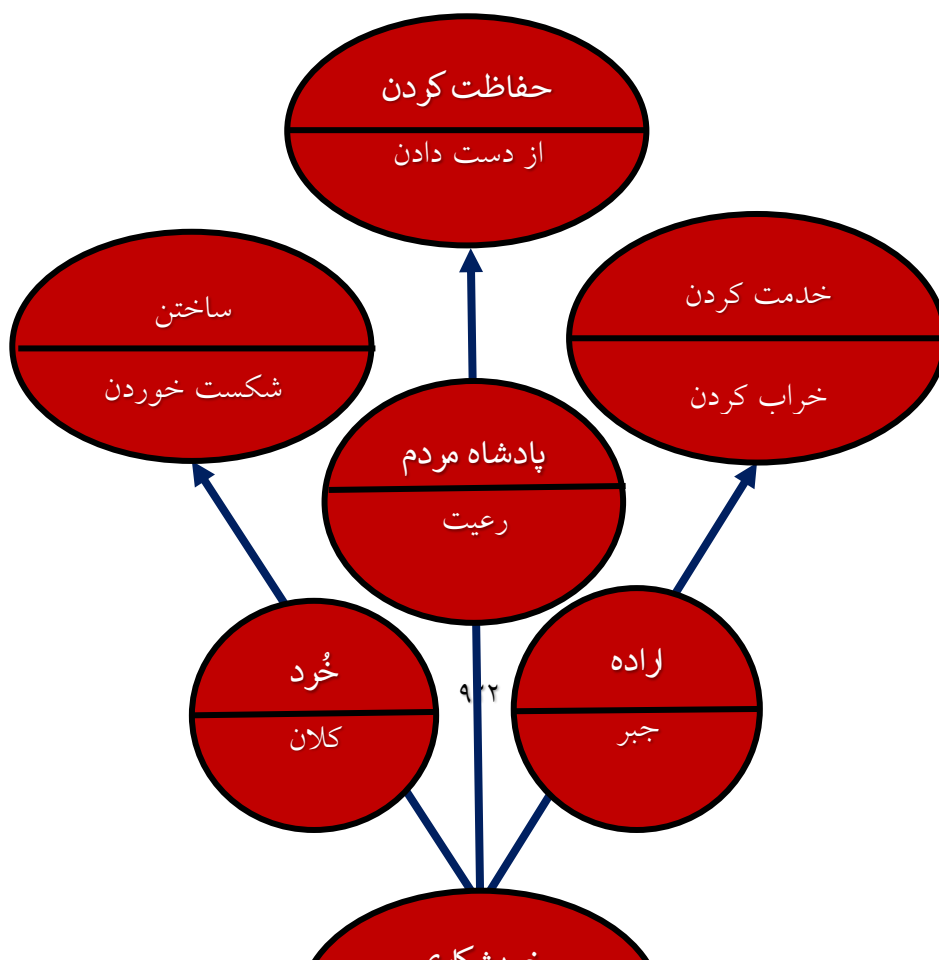 حفاظت کردن
از دست دادن
خدمت کردن
خراب کردن
ساختن
شکست خوردن
پادشاه مردم
رعیت
اراده
جبر
خُرد
کلان